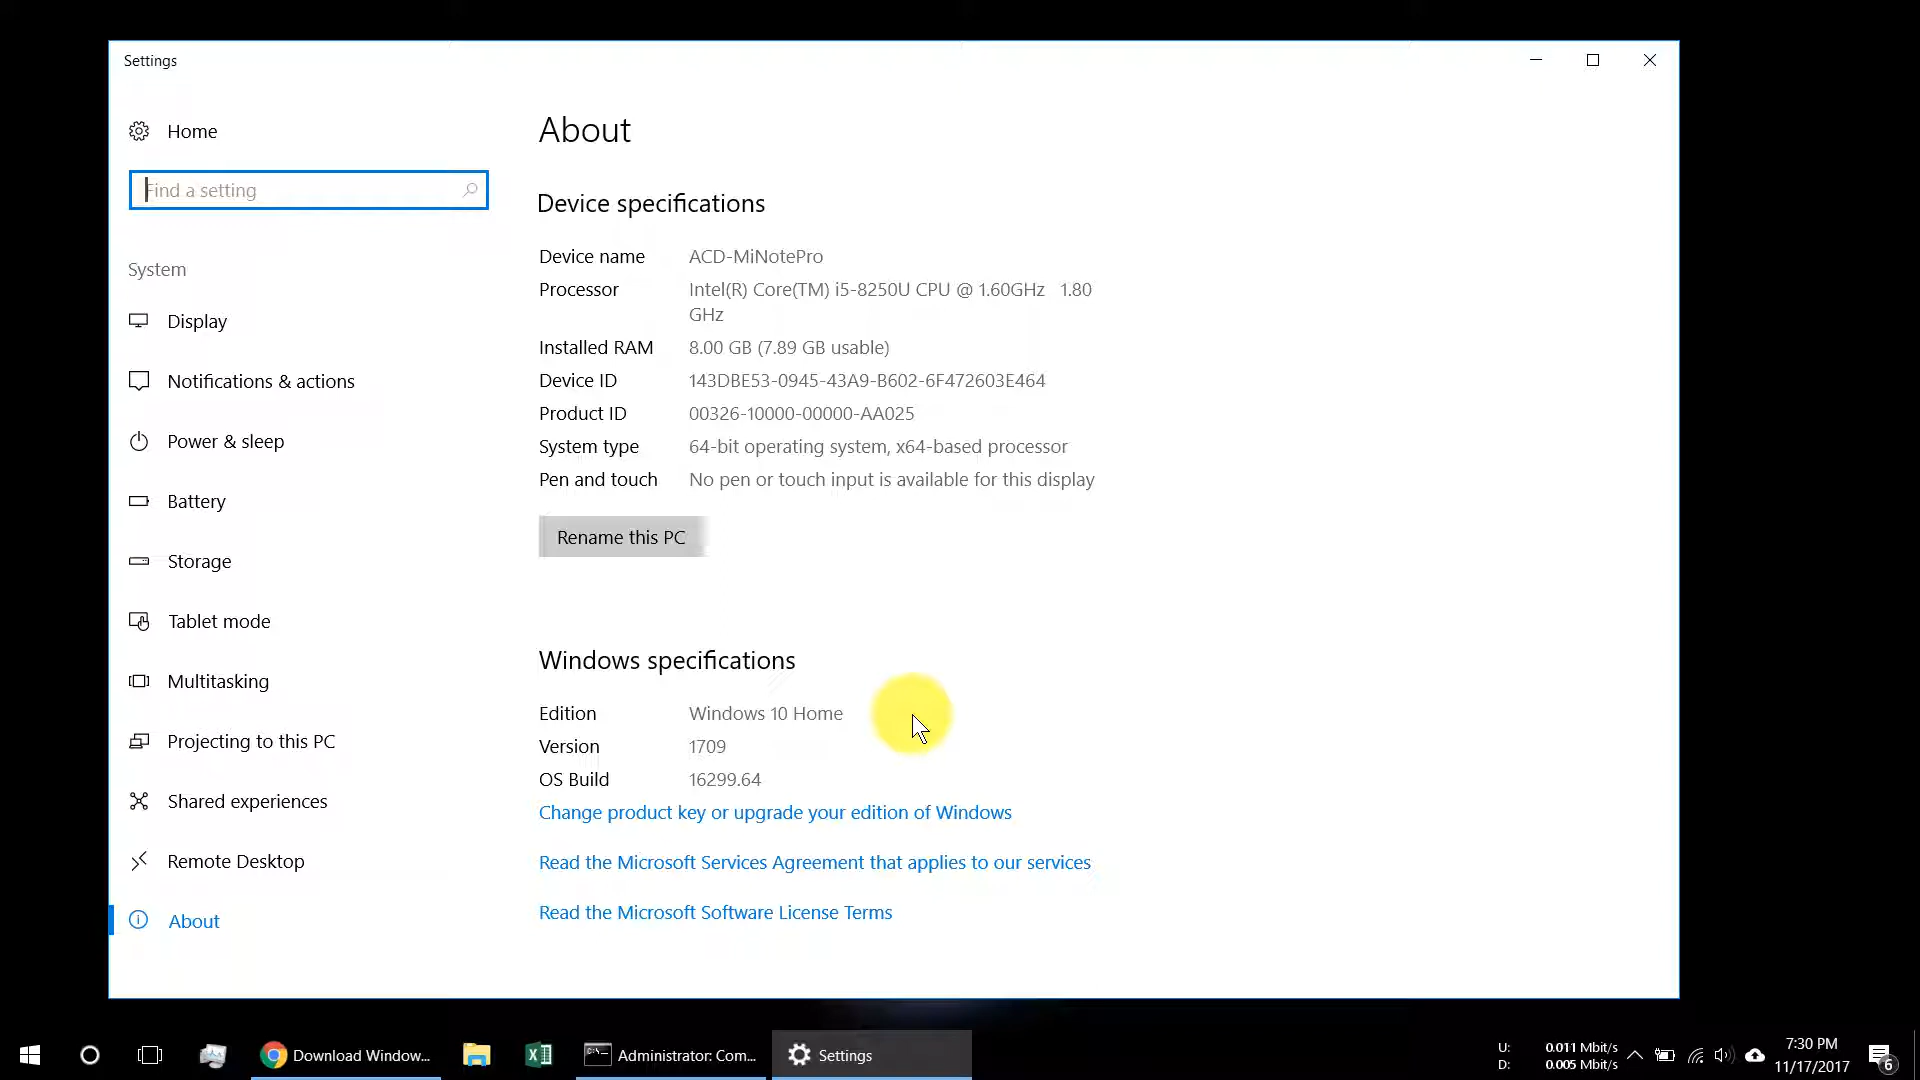 Settings
Home
Find a setting
System
Display
Notifications & actions
Power & sleep
Battery
Storage
Tablet mode
Multitasking
Projecting to this PC
Shared experiences
Remote Desktop
About
About
Device specifications
Device name ACD-MiNotePro
Processor Intel(R) Core(TM) i5-8250U CPU @ 1.60GHz 1.80
GHz
Installed RAM 8.00 GB (7.89 GB usable)
Device ID 143DBE53-0945-43A9-B602-6F472603E464
Product ID 00326-10000-00000-AA025
System type 64-bit operating system, x64-based processor
Pen and touch No pen or touch input is available for this display
Rename this PC
Windows specifications
Edition Windows 10 Home
Version 1709
OS Build 16299.64
Change product key or upgrade your edition of Windows
Read the Microsoft Services Agreement that applies to our services
Read the Microsoft Software License Terms
Download Window... Administrator: Com... Settings
U: 0.011 Mbit/s
D: 0.005 Mbit/s
7:30 PM
11/17/2017
6